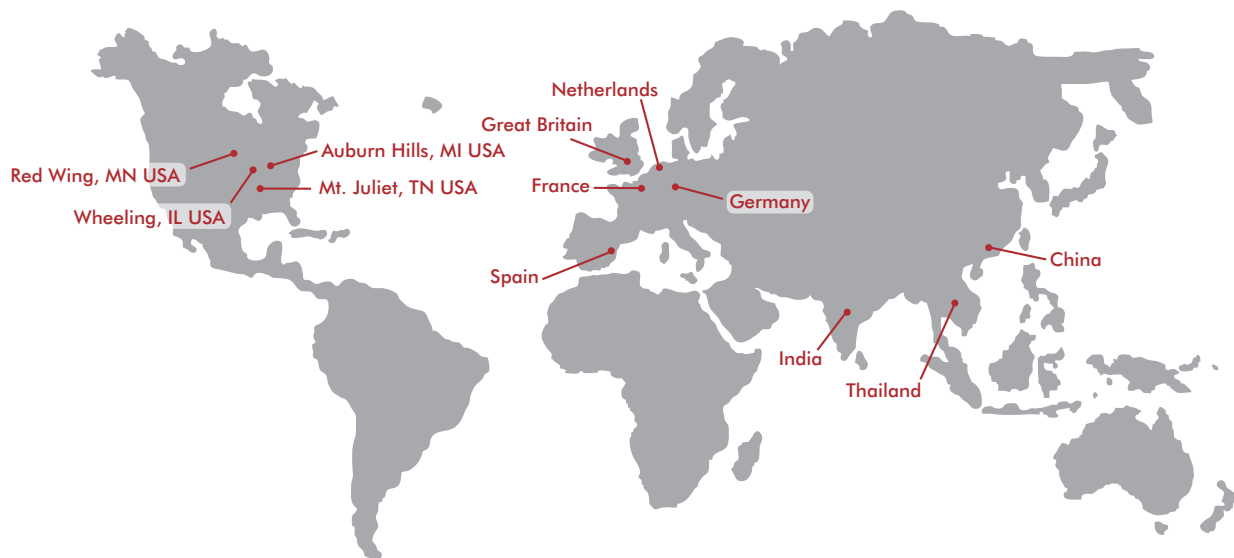 Netherlands
Great Britain
Auburn Hills, MI USA
Red Wing, MN USA
Mt. Juliet, TN USA
France
Germany
Wheeling, IL USA
China
Spain
India
Thailand